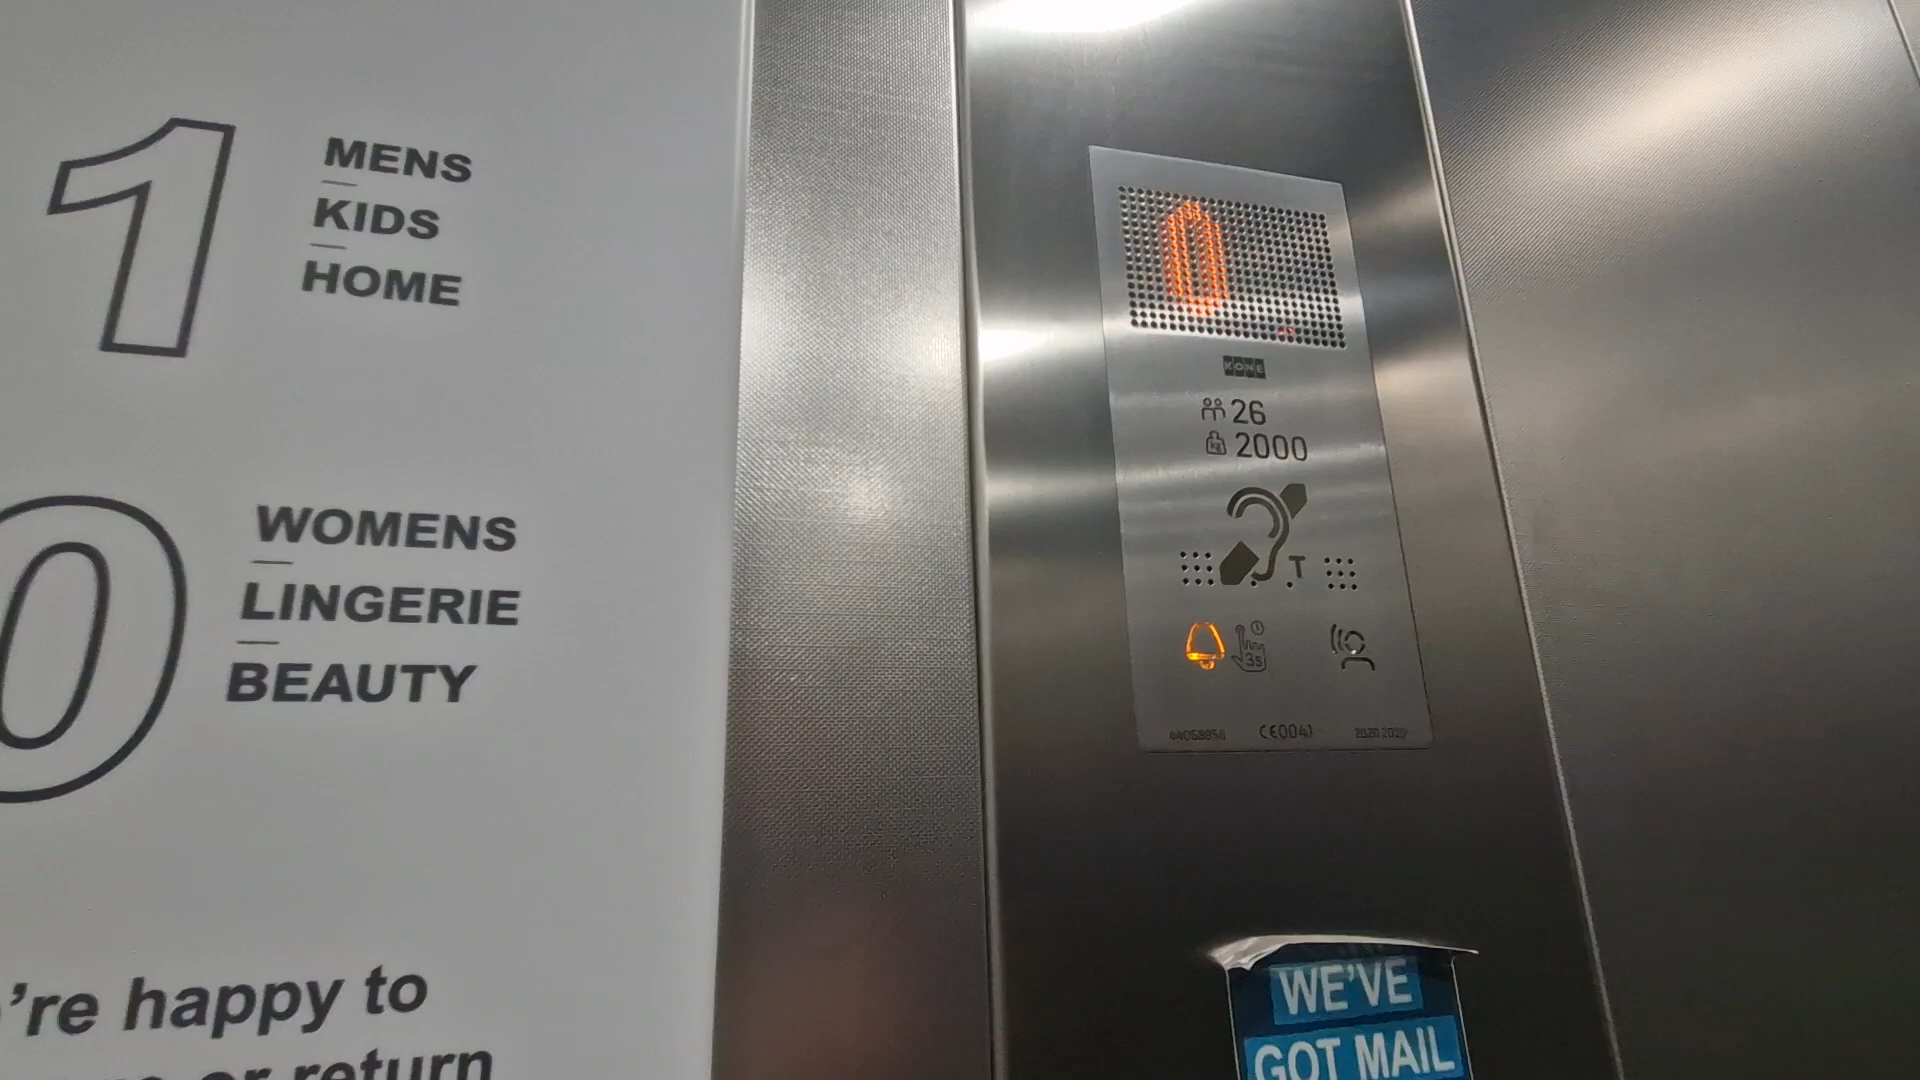 1
MENS
KIDS
HOME
0
WOMENS
LINGERIE
BEAUTY
're happy to
or return
0
KONE
26
kg 2000
T
3s
WE'VE
GOT MAIL